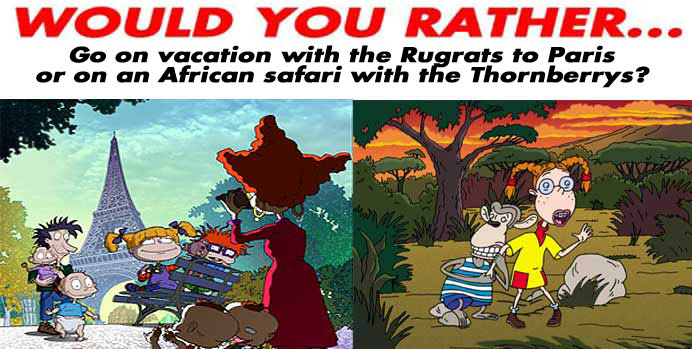 WOULD YOU RATHER...
Go on vacation with the Rugrats to Paris
or on an African safari with the Thornberrys?